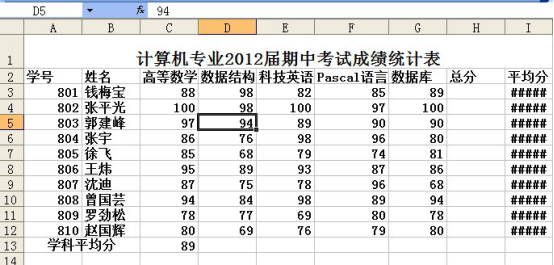 D5 fx 94
A B C D E F G H I
1 计算机专业2012届期中考试成绩统计表
2 学号 姓名 高等数学 数据结构 科技英语 Pascal语言 数据库 总分 平均分
3 801 钱梅宝 88 98 82 85 89 #####
4 802 张平光 100 98 100 97 100 #####
5 803 郭建峰 97 94 89 90 90 #####
6 804 张宇 86 76 98 96 80 #####
7 805 徐飞 85 68 79 74 81 #####
8 806 王炜 95 89 93 87 86 #####
9 807 沈迪 87 75 78 96 68 #####
10 808 曾国芸 94 84 98 89 94 #####
11 809 罗劲松 78 77 69 80 78 #####
12 810 赵国辉 80 69 76 79 80 #####
13 学科平均分 89
14